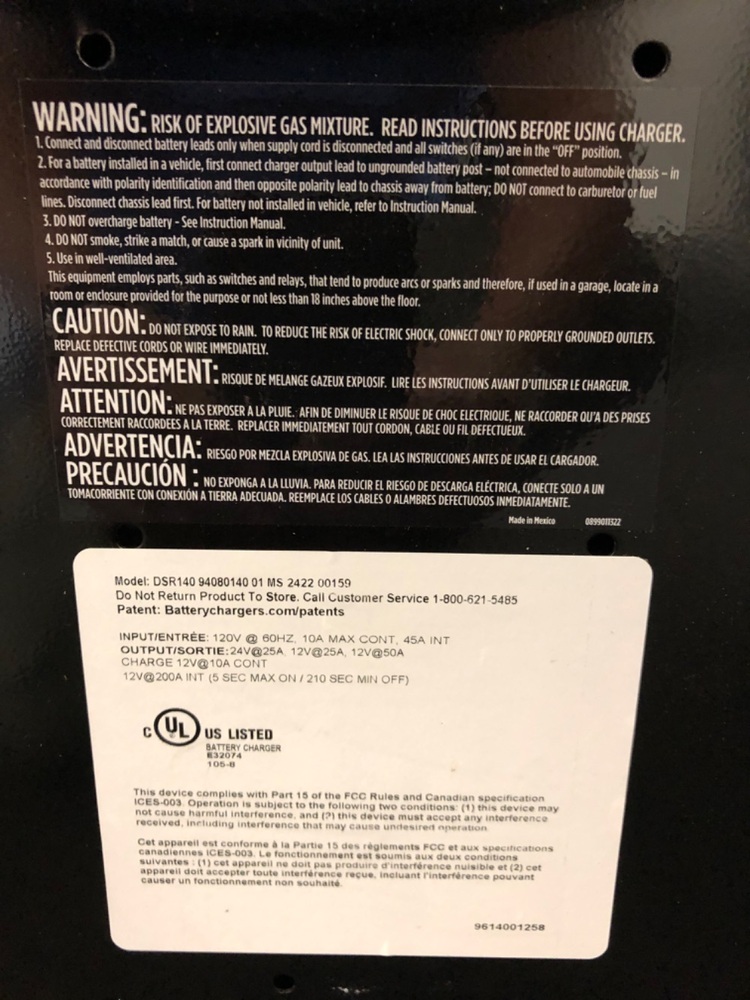 WARNING: RISK OF EXPLOSIVE GAS MIXTURE. READ INSTRUCTIONS BEFORE USING CHARGER.
1. Connect and disconnect battery leads only when supply cord is disconnected and all switches (if any) are in the "OFF" position.
2. For a battery installed in a vehicle, first connect charger output lead to ungrounded battery post – not connected to automobile chassis – in
accordance with polarity identification and then opposite polarity lead to chassis away from battery; DO NOT connect to carburetor or fuel
lines. Disconnect chassis lead first. For battery not installed in vehicle, refer to Instruction Manual.
3. DO NOT overcharge battery - See Instruction Manual.
4. DO NOT smoke, strike a match, or cause a spark in vicinity of unit.
5. Use in well-ventilated area.
This equipment employs parts, such as switches and relays, that tend to produce arcs or sparks and therefore, if used in a garage, locate in a
room or enclosure provided for the purpose or not less than 18 inches above the floor.
CAUTION: DO NOT EXPOSE TO RAIN. TO REDUCE THE RISK OF ELECTRIC SHOCK, CONNECT ONLY TO PROPERLY GROUNDED OUTLETS.
REPLACE DEFECTIVE CORDS OR WIRE IMMEDIATELY.
AVERTISSEMENT: RISQUE DE MELANGE GAZEUX EXPLOSIF. LIRE LES INSTRUCTIONS AVANT D'UTILISER LE CHARGEUR.
ATTENTION: NE PAS EXPOSER A LA PLUIE. AFIN DE DIMINUER LE RISQUE DE CHOC ELECTRIQUE, NE RACCORDER QU'A DES PRISES
CORRECTEMENT RACCORDEES A LA TERRE. REPLACER IMMEDIATEMENT TOUT CORDON, CABLE OU FIL DEFECTUEUX.
ADVERTENCIA: RIESGO POR MEZCLA EXPLOSIVA DE GAS. LEA LAS INSTRUCCIONES ANTES DE USAR EL CARGADOR.
PRECAUCIÓN : NO EXPONGA A LA LLUVIA. PARA REDUCIR EL RIESGO DE DESCARGA ELÉCTRICA, CONECTE SOLO A UN
TOMACORRIENTE CON CONEXIÓN A TIERRA ADECUADA. REEMPLACE LOS CABLES O ALAMBRES DEFECTUOSOS INMEDIATAMENTE.
Made in Mexico 0899011322
Model: DSR140 94080140 01 MS 2422 00159
Do Not Return Product To Store. Call Customer Service 1-800-621-5485
Patent: Batterychargers.com/patents
INPUT/ENTRÉE: 120V @ 60HZ, 10A MAX CONT, 45A INT
OUTPUT/SORTIE:24V@25A 12V@25A, 12V@50A
CHARGE 12V@10A CONT
12V@200A INT (5 SEC MAX ON / 210 SEC MIN OFF)
C UL US LISTED
BATTERY CHARGER
E32074
105-B
This device complies with Part 15 of the FCC Rules and Canadian specification
ICES-003. Operation is subject to the following two conditions: (1) this device may
not cause harmful interference, and (2) this device must accept any interference
received, including interference that may cause undesired operation
Cet appareil est conforme à la Partie 15 des règlements FCC et aux spécifications
canadiennes ICES-003. Le fonctionnement est soumis aux deux conditions
suivantes : (1) cet appareil ne doit pas produire d'interférence nuisible et (2) cet
appareil doit accepter toute interférence reçue, incluant l'interférence pouvant
causer un fonctionnement non souhaité.
9614001258